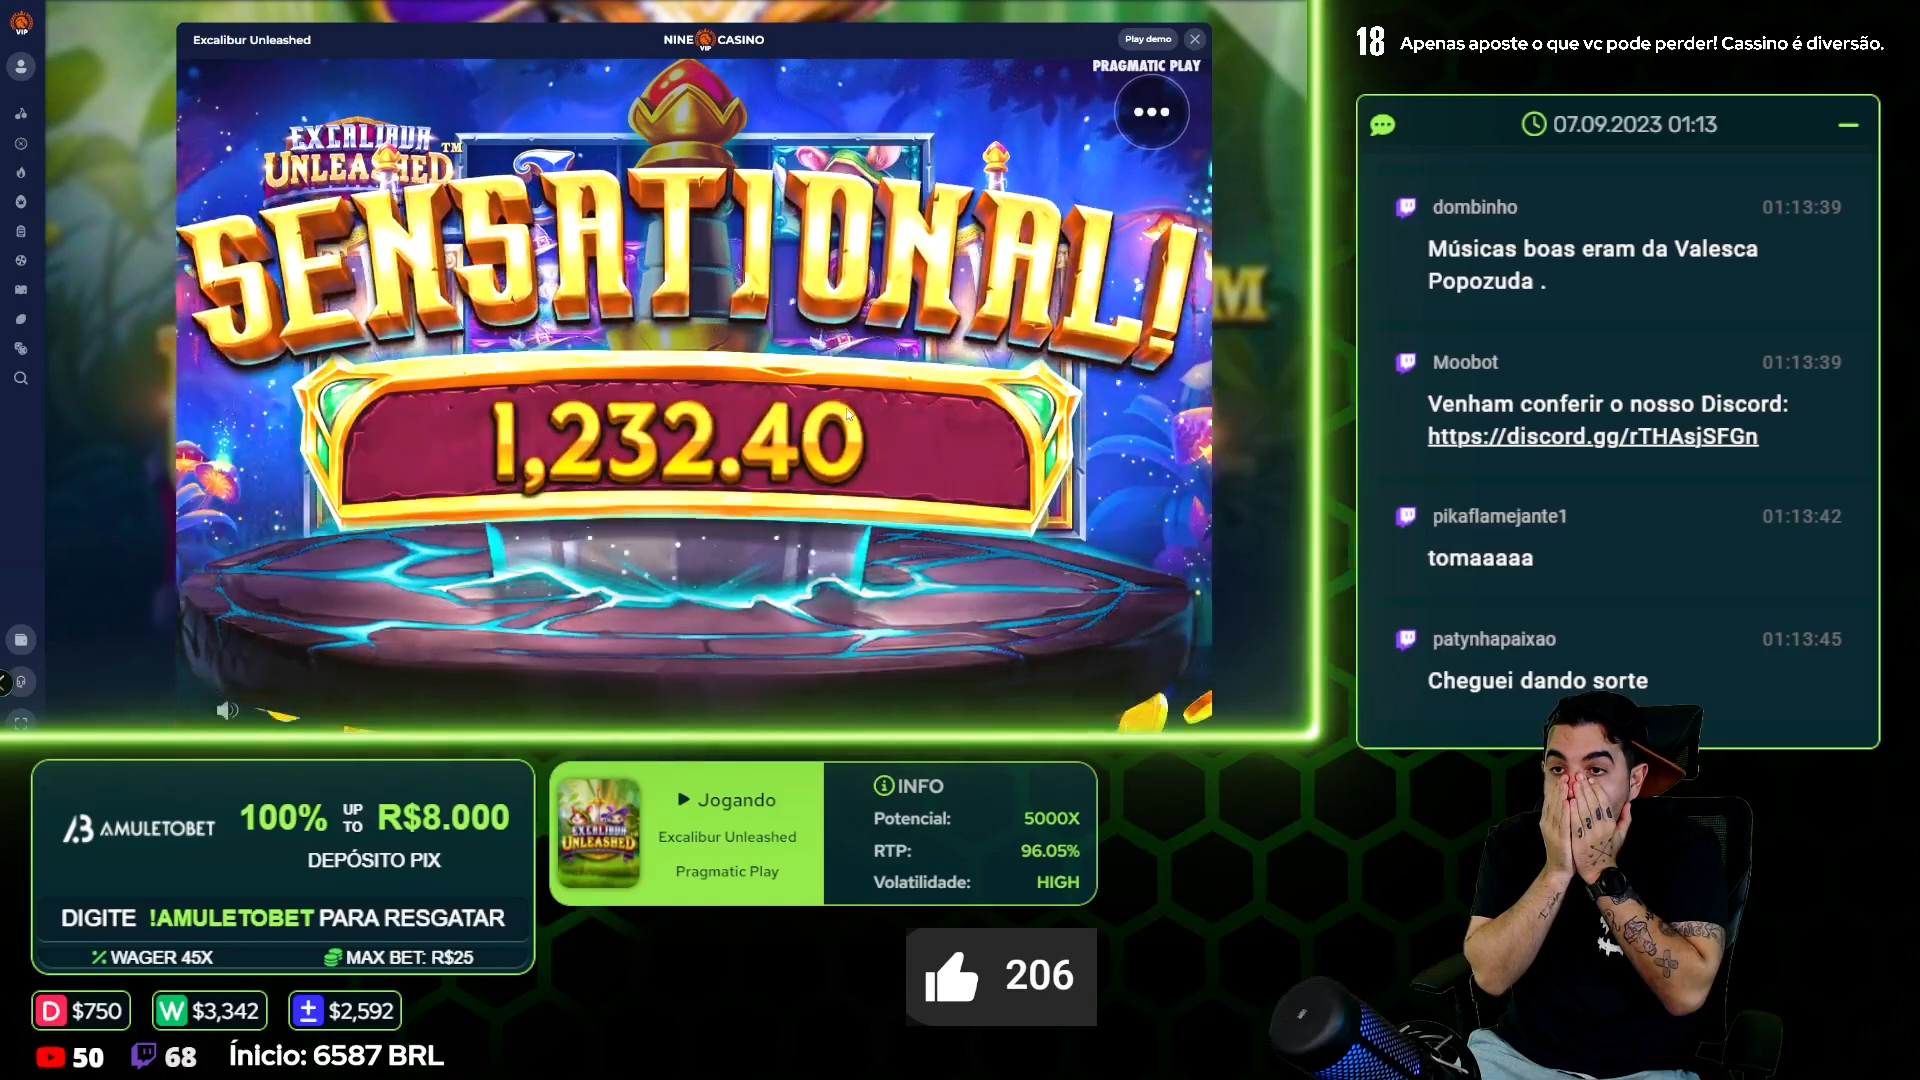 VIP
Excalibur Unleashed
NINE VIP CASINO
Play demo
PRAGMATIC PLAY
EXCALIBUR
UNLEASHED™
SENSATIONAL!
1,232.40
M
18 Apenas aposte o que vc pode perder! Cassino é diversão.
07.09.2023 01:13
dombinho 01:13:39
Músicas boas eram da Valesca
Popozuda .
Moobot 01:13:39
Venham conferir o nosso Discord:
https://discord.gg/rTHAsjSFGn
pikaflamejante1 01:13:42
tomaaaaa
patynhapaixao 01:13:45
Cheguei dando sorte
AMULETOBET 100% UP TO R$8.000
DEPÓSITO PIX
DIGITE !AMULETOBET PARA RESGATAR
WAGER 45X MAX BET: R$25
EXCALIBUR
UNLEASHED
Jogando
Excalibur Unleashed
Pragmatic Play
INFO
Potencial: 5000X
RTP: 96.05%
Volatilidade: HIGH
206
D $750 W $3,342 ± $2,592
50 68 Ínicio: 6587 BRL